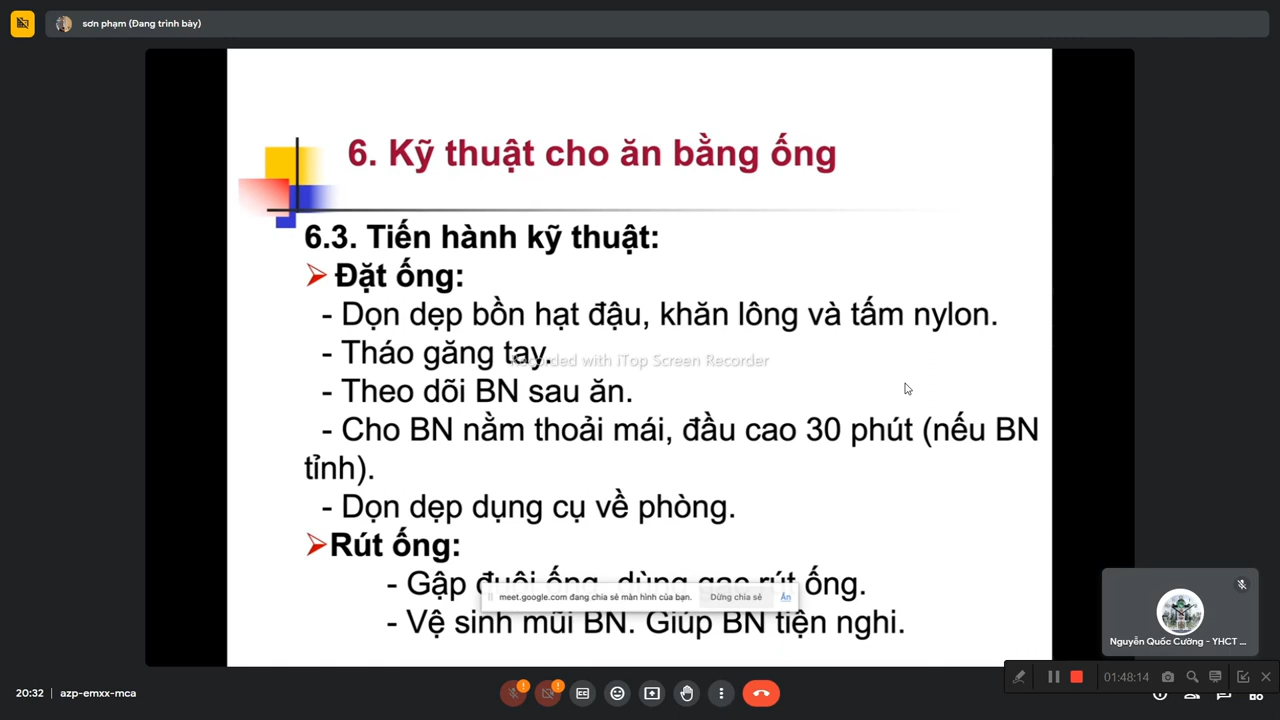 sơn phạm (Đang trình bày)
6. Kỹ thuật cho ăn bằng ống
6.3. Tiến hành kỹ thuật:
Đặt ống:
- Dọn dẹp bồn hạt đậu, khăn lông và tấm nylon.
- Tháo găng tay.
Recorded with iTop Screen Recorder
- Theo dõi BN sau ăn.
- Cho BN nằm thoải mái, đầu cao 30 phút (nếu BN
tỉnh).
- Dọn dẹp dụng cụ về phòng.
Rút ống:
- Gập đuôi ống, dùng gạc rút ống.
meet.google.com đang chia sẻ màn hình của bạn. Dừng chia sẻ Ẩn
- Vệ sinh mũi BN. Giúp BN tiện nghi.
Nguyễn Quốc Cường - YHCT ...
01:48:14
20:32 azp-emxx-mca